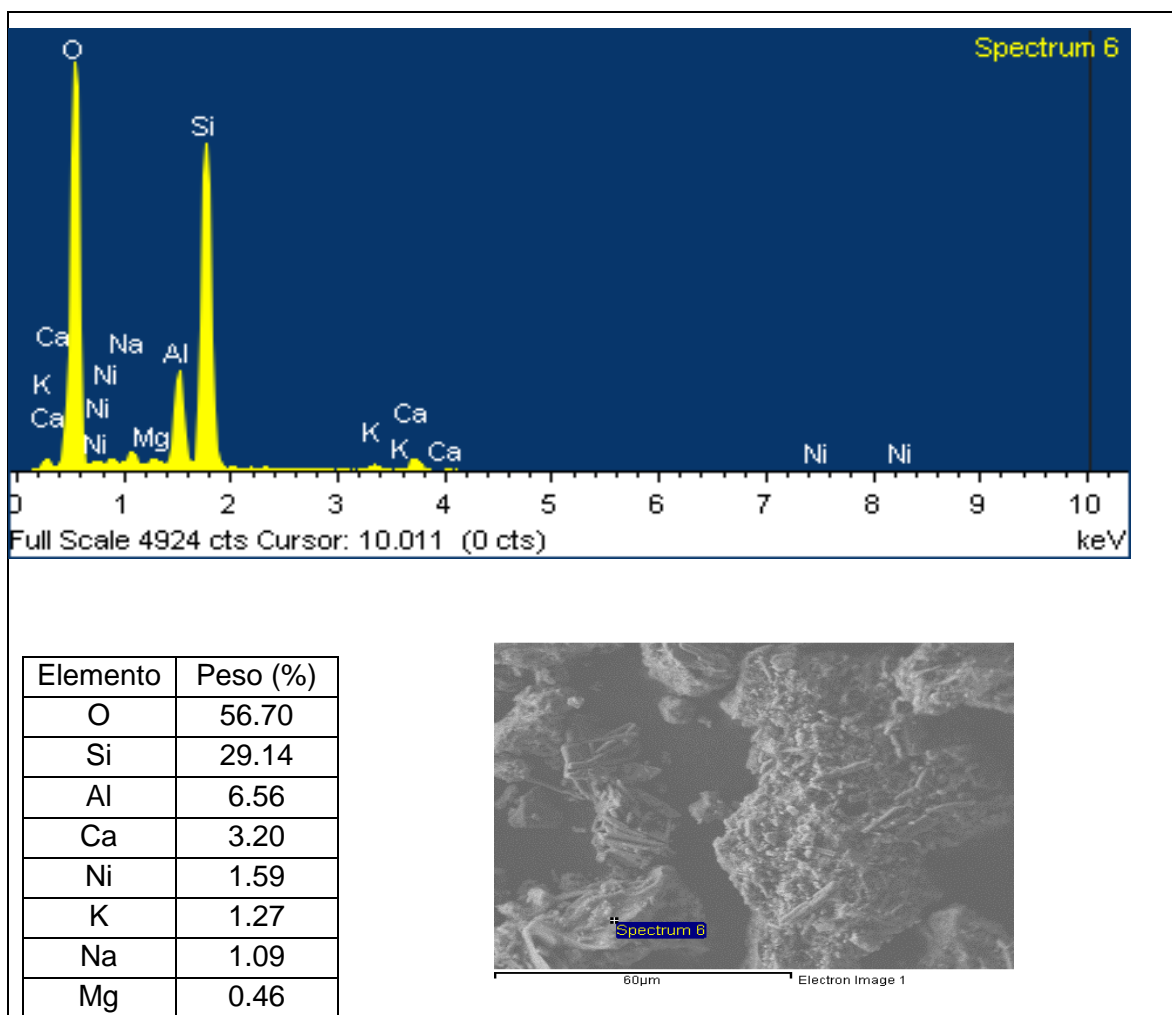 Spectrum 6
O
Si
Ca
Na
Al
K
Ni
Ca
Ni
Ni
Mg
K
Ca
K
Ca
Ni
Ni
0 1 2 3 4 5 6 7 8 9 10
Full Scale 4924 cts Cursor: 10.011 (0 cts) keV
Elemento Peso (%)
O 56.70
Si 29.14
Al 6.56
Ca 3.20
Ni 1.59
K 1.27
Na 1.09
Mg 0.46
Spectrum 6
60µm Electron Image 1